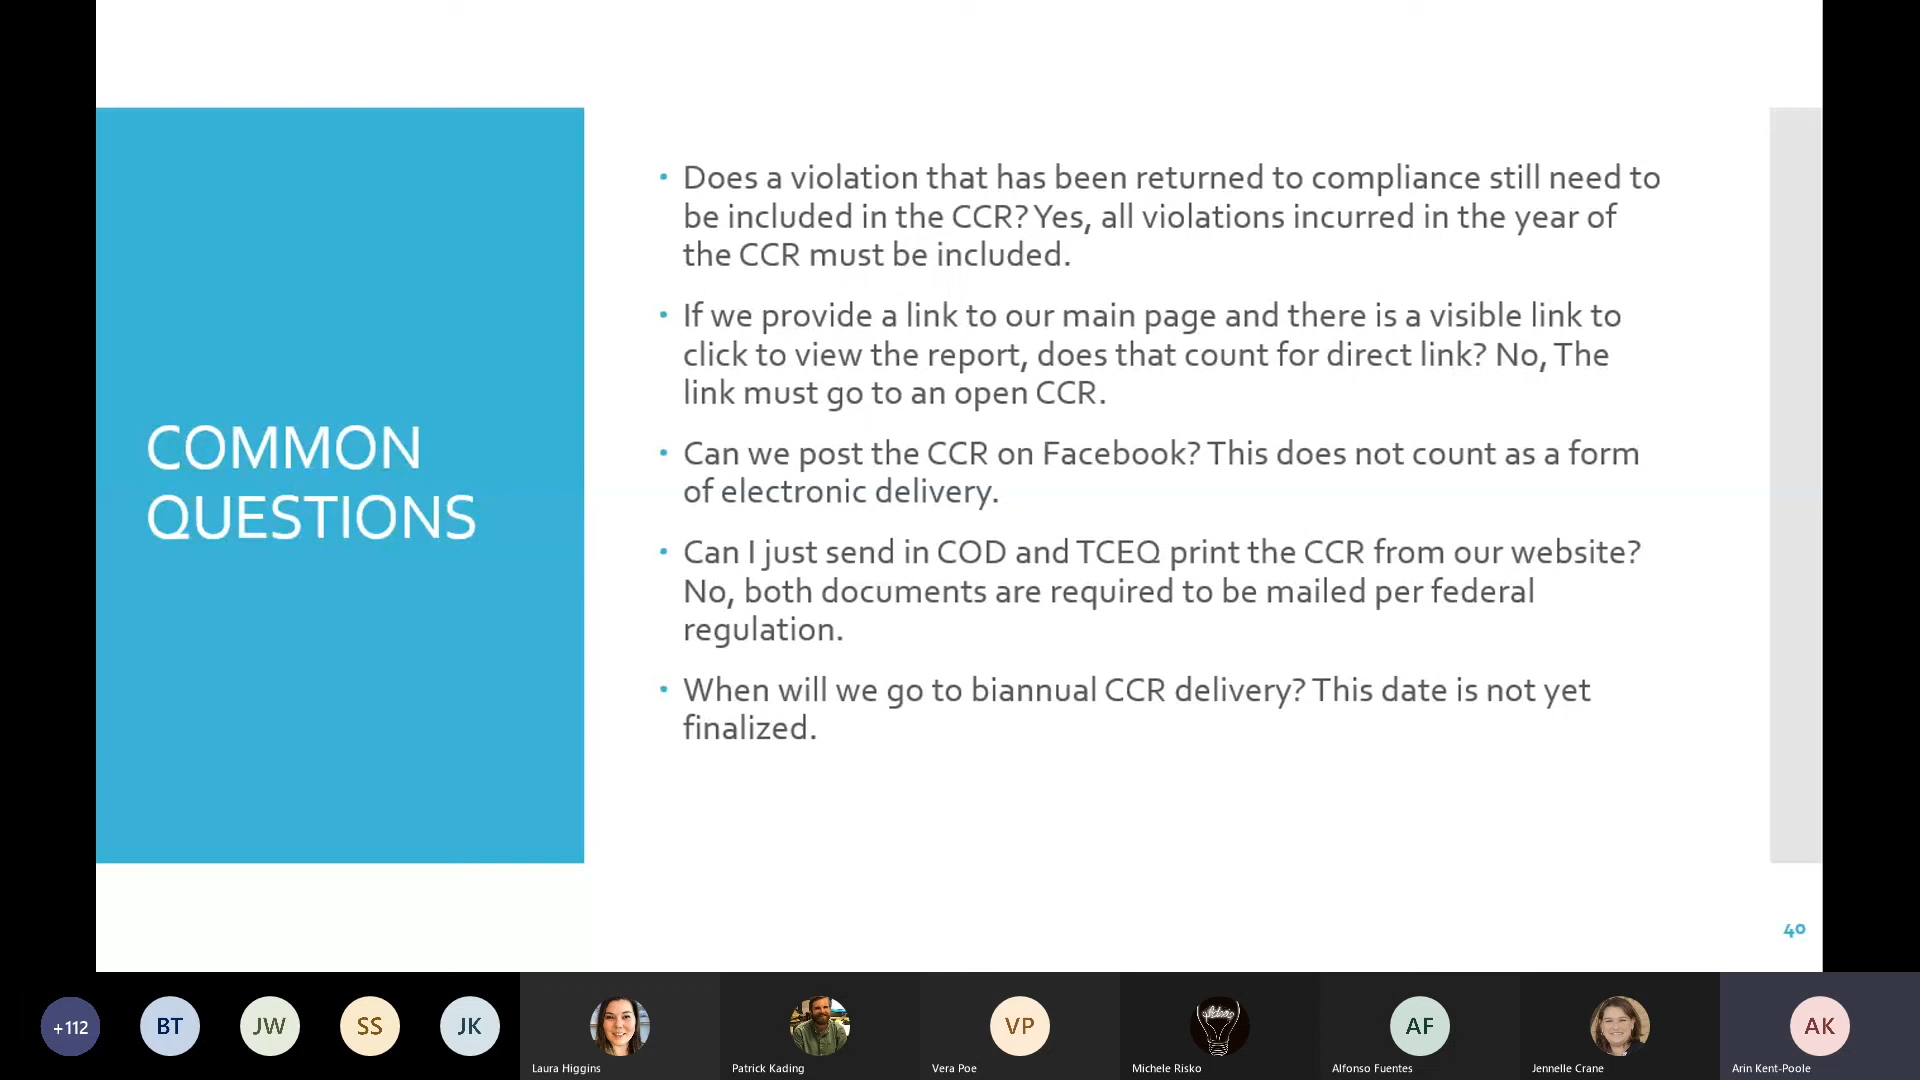 COMMON
QUESTIONS
• Does a violation that has been returned to compliance still need to
be included in the CCR? Yes, all violations incurred in the year of
the CCR must be included.
• If we provide a link to our main page and there is a visible link to
click to view the report, does that count for direct link? No, The
link must go to an open CCR.
• Can we post the CCR on Facebook? This does not count as a form
of electronic delivery.
• Can I just send in COD and TCEQ print the CCR from our website?
No, both documents are required to be mailed per federal
regulation.
• When will we go to biannual CCR delivery? This date is not yet
finalized.
40
+112
BT
JW
SS
JK
Laura Higgins
Patrick Kading
VP
Vera Poe
Michele Risko
AF
Alfonso Fuentes
Jennelle Crane
AK
Arin Kent-Poole